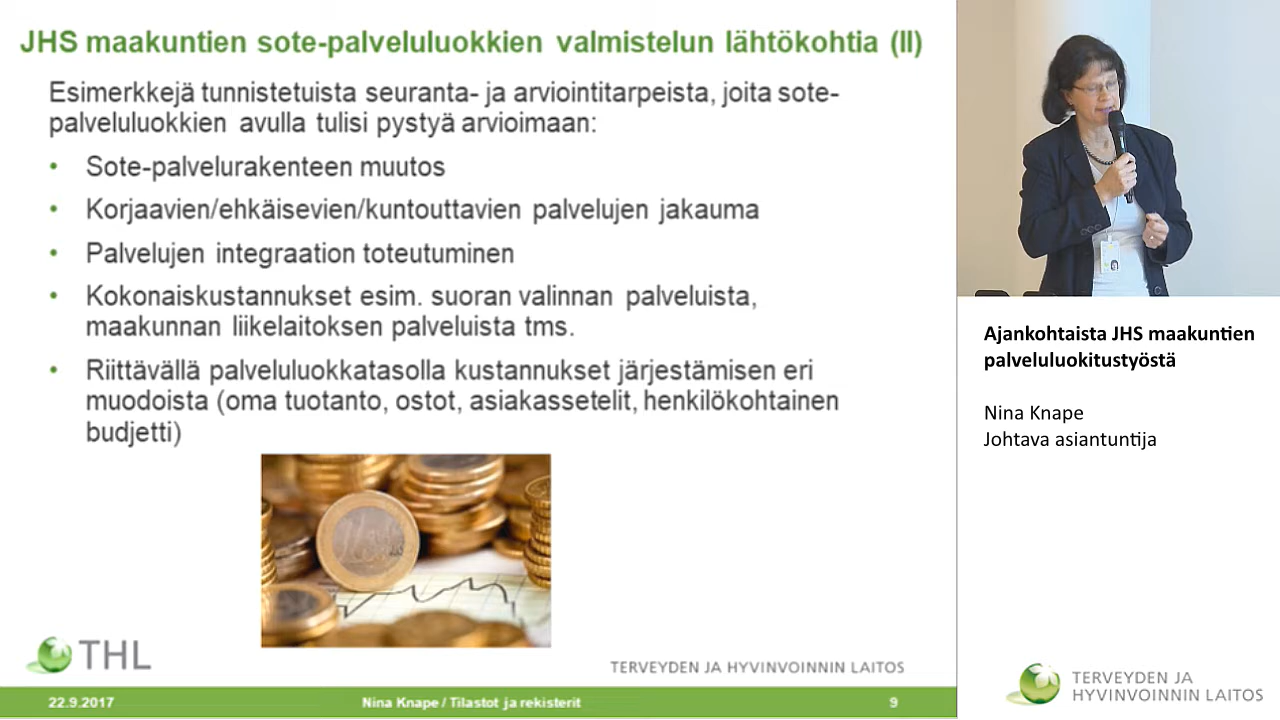 JHS maakuntien sote-palveluluokkien valmistelun lähtökohtia (II)
Esimerkkejä tunnistetuista seuranta- ja arviointitarpeista, joita sote-
palveluluokkien avulla tulisi pystyä arvioimaan:
• Sote-palvelurakenteen muutos
• Korjaavien/ehkäisevien/kuntouttavien palvelujen jakauma
• Palvelujen integraation toteutuminen
• Kokonaiskustannukset esim. suoran valinnan palveluista,
maakunnan liikelaitoksen palveluista tms.
• Riittävällä palveluluokkatasolla kustannukset järjestämisen eri
muodoista (oma tuotanto, ostot, asiakassetelit, henkilökohtainen
budjetti)
THL
TERVEYDEN JA HYVINVOINNIN LAITOS
22.9.2017
Nina Knape / Tilastot ja rekisterit
9
Ajankohtaista JHS maakuntien
palveluluokitustyöstä
Nina Knape
Johtava asiantuntija
TERVEYDEN JA
HYVINVOINNIN LAITOS